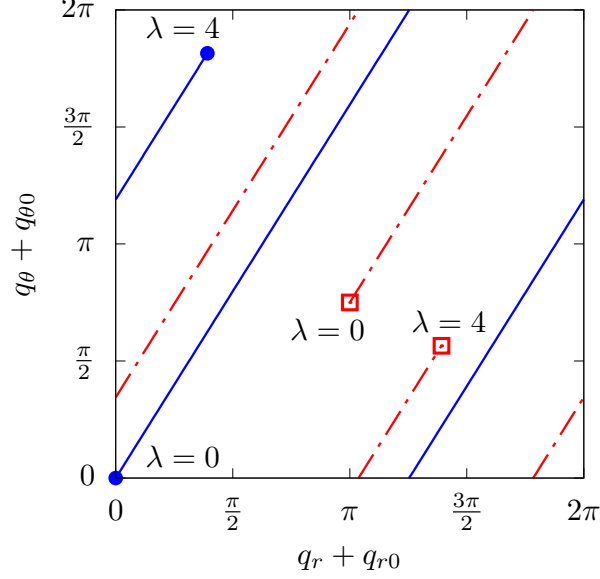 2π
λ = 4
3π/2
q_θ + q_θ0
π
λ = 0
λ = 4
π/2
λ = 0
0
0
π/2
π
3π/2
2π
q_r + q_r0